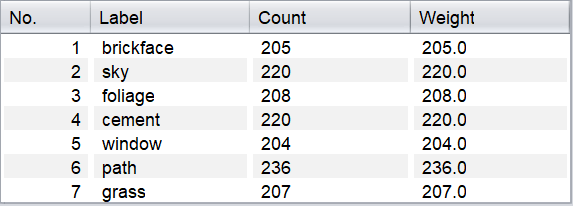 No. Label Count Weight
1 brickface 205 205.0
2 sky 220 220.0
3 foliage 208 208.0
4 cement 220 220.0
5 window 204 204.0
6 path 236 236.0
7 grass 207 207.0